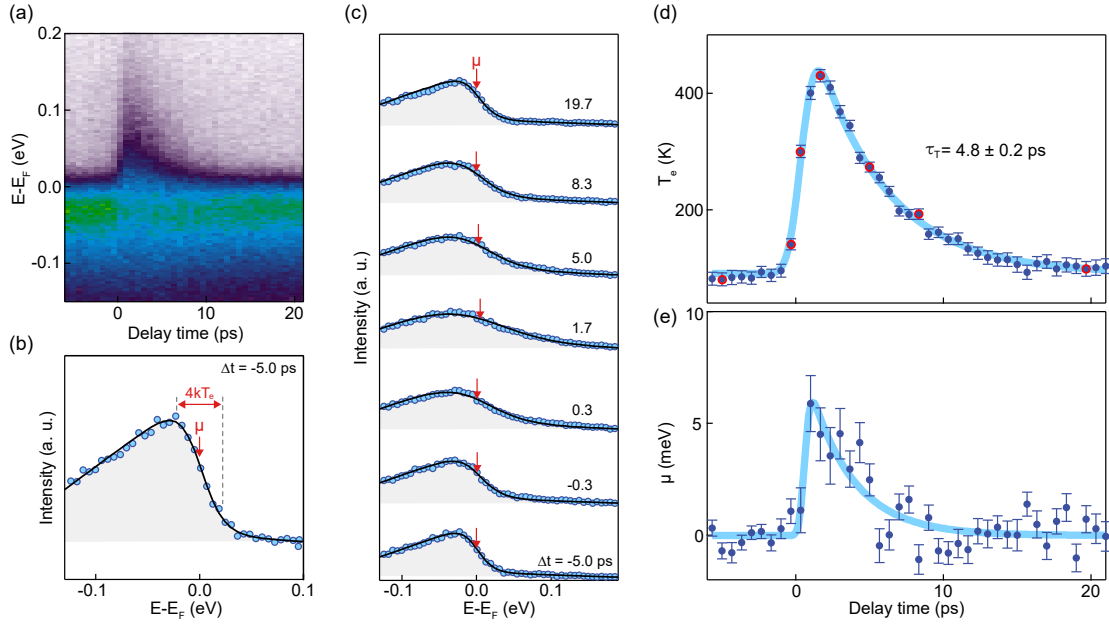 (a)
0.2
0.1
0.0
-0.1
E-E_F (eV)
0
10
20
Delay time (ps)
(b)
Δt = -5.0 ps
4kT_e
μ
Intensity (a. u.)
-0.1
0.0
0.1
E-E_F (eV)
(c)
μ
19.7
8.3
5.0
1.7
0.3
-0.3
Δt = -5.0 ps
Intensity (a. u.)
-0.1
0.0
0.1
E-E_F (eV)
(d)
400
200
T_e (K)
τ_T = 4.8 ± 0.2 ps
0
10
20
(e)
10
5
0
μ (meV)
0
10
20
Delay time (ps)